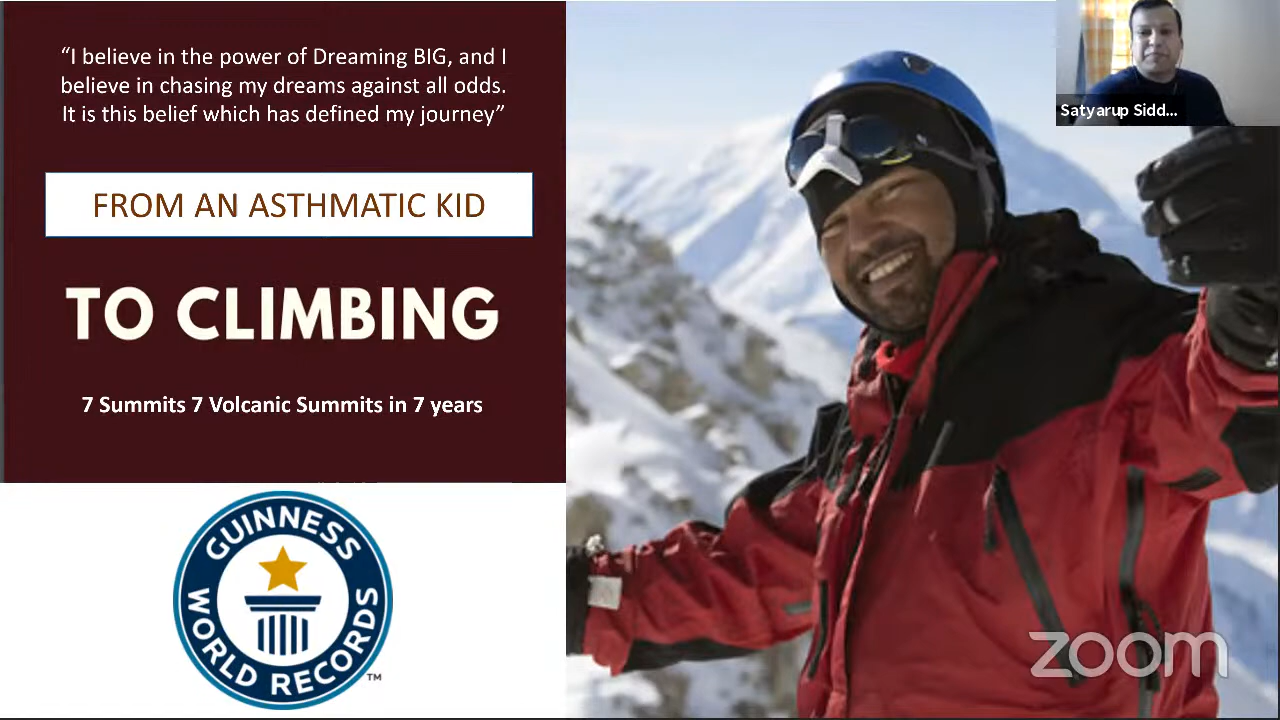 “I believe in the power of Dreaming BIG, and I
believe in chasing my dreams against all odds.
It is this belief which has defined my journey”
FROM AN ASTHMATIC KID
TO CLIMBING
7 Summits 7 Volcanic Summits in 7 years
GUINNESS
WORLD RECORDS
™
Satyarup Sidd...
zoom